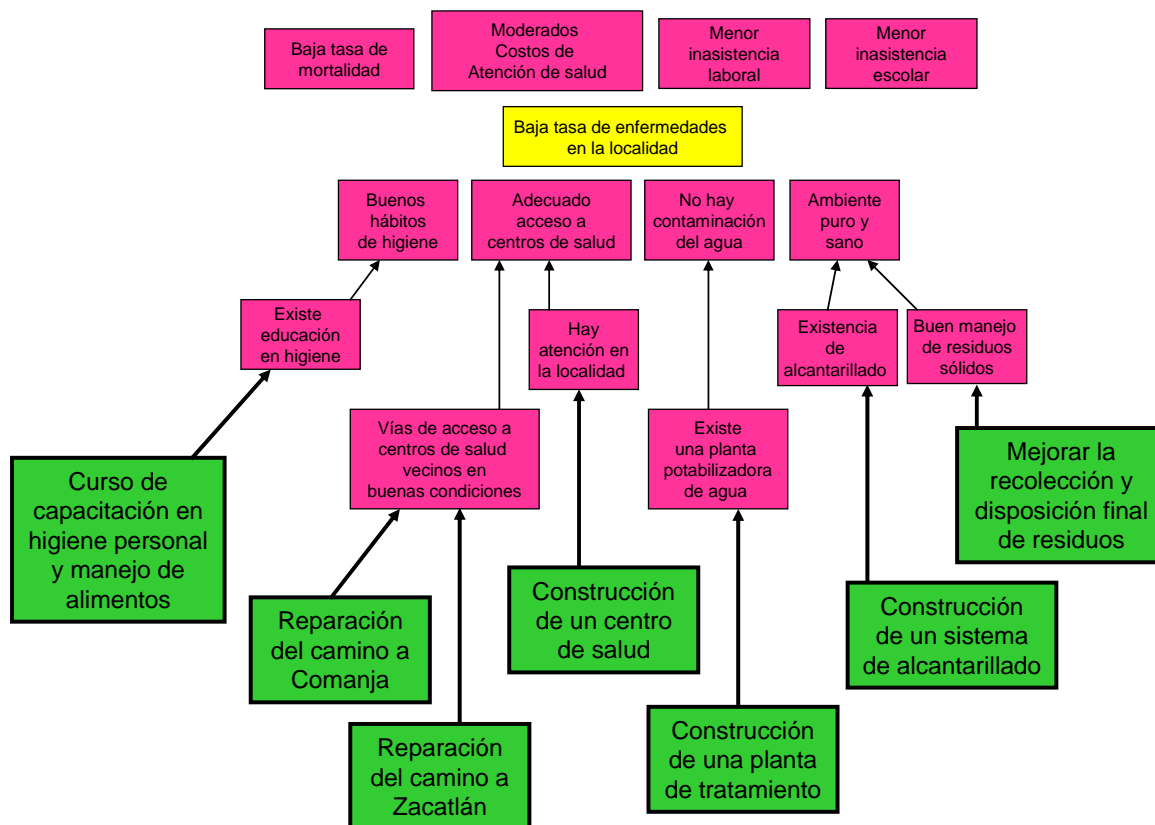 Baja tasa de
mortalidad
Moderados
Costos de
Atención de salud
Menor
inasistencia
laboral
Menor
inasistencia
escolar
Baja tasa de enfermedades
en la localidad
Buenos
hábitos
de higiene
Adecuado
acceso a
centros de salud
No hay
contaminación
del agua
Ambiente
puro y
sano
Existe
educación
en higiene
Hay
atención en
la localidad
Existencia
de
alcantarillado
Buen manejo
de residuos
sólidos
Vías de acceso a
centros de salud
vecinos en
buenas condiciones
Existe
una planta
potabilizadora
de agua
Curso de
capacitación en
higiene personal
y manejo de
alimentos
Mejorar la
recolección y
disposición final
de residuos
Reparación
del camino a
Comanja
Construcción
de un centro
de salud
Construcción
de un sistema
de alcantarillado
Reparación
del camino a
Zacatlán
Construcción
de una planta
de tratamiento